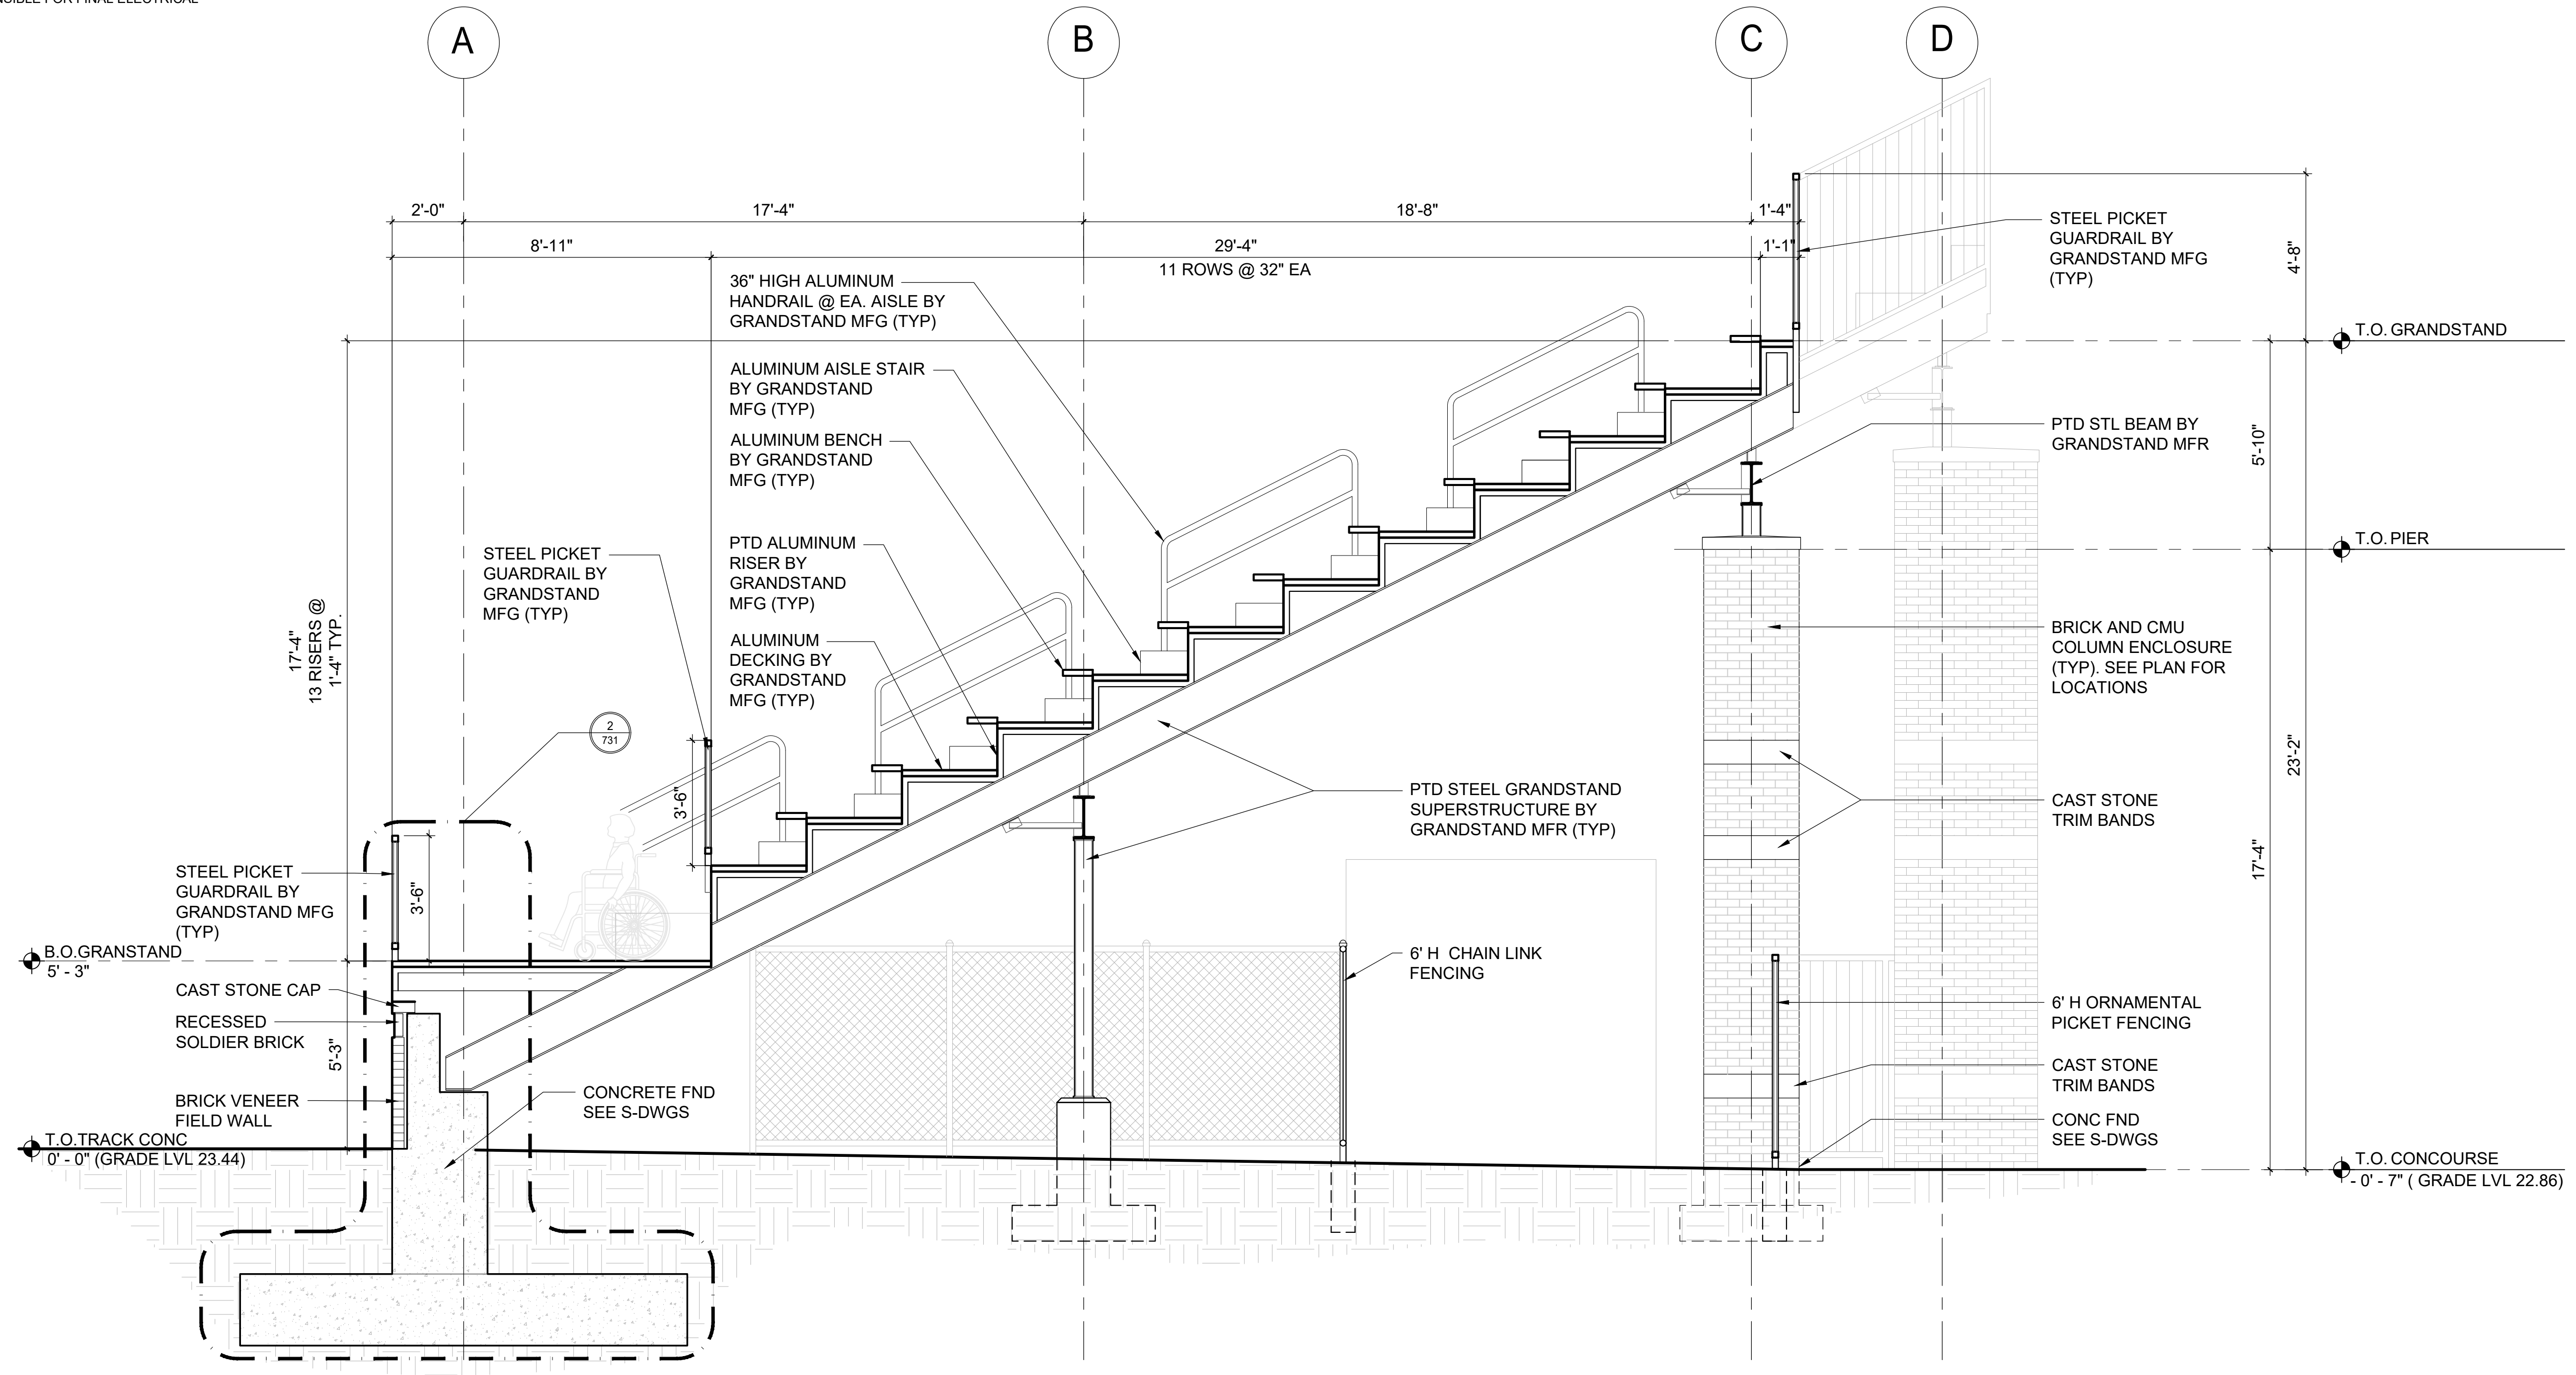 A
B
C
D
2'-0"
17'-4"
18'-8"
1'-4"
8'-11"
29'-4"
1'-1"
11 ROWS @ 32" EA
36" HIGH ALUMINUM
HANDRAIL @ EA. AISLE BY
GRANDSTAND MFG (TYP)
ALUMINUM AISLE STAIR
BY GRANDSTAND
MFG (TYP)
ALUMINUM BENCH
BY GRANDSTAND
MFG (TYP)
PTD ALUMINUM
RISER BY
GRANDSTAND
MFG (TYP)
ALUMINUM
DECKING BY
GRANDSTAND
MFG (TYP)
STEEL PICKET
GUARDRAIL BY
GRANDSTAND
MFG (TYP)
17'-4"
13 RISERS @
1'-4" TYP.
2
731
3'-6"
STEEL PICKET
GUARDRAIL BY
GRANDSTAND MFG
(TYP)
3'-6"
B.O.GRANSTAND
5' - 3"
CAST STONE CAP
RECESSED
SOLDIER BRICK
5'-3"
BRICK VENEER
FIELD WALL
T.O.TRACK CONC
0' - 0" (GRADE LVL 23.44)
CONCRETE FND
SEE S-DWGS
PTD STEEL GRANDSTAND
SUPERSTRUCTURE BY
GRANDSTAND MFR (TYP)
6' H  CHAIN LINK
FENCING
STEEL PICKET
GUARDRAIL BY
GRANDSTAND MFG
(TYP)
4'-8"
T.O. GRANDSTAND
PTD STL BEAM BY
GRANDSTAND MFR
5'-10"
T.O. PIER
BRICK AND CMU
COLUMN ENCLOSURE
(TYP). SEE PLAN FOR
LOCATIONS
23'-2"
CAST STONE
TRIM BANDS
17'-4"
6' H ORNAMENTAL
PICKET FENCING
CAST STONE
TRIM BANDS
CONC FND
SEE S-DWGS
T.O. CONCOURSE
- 0' - 7" ( GRADE LVL 22.86)